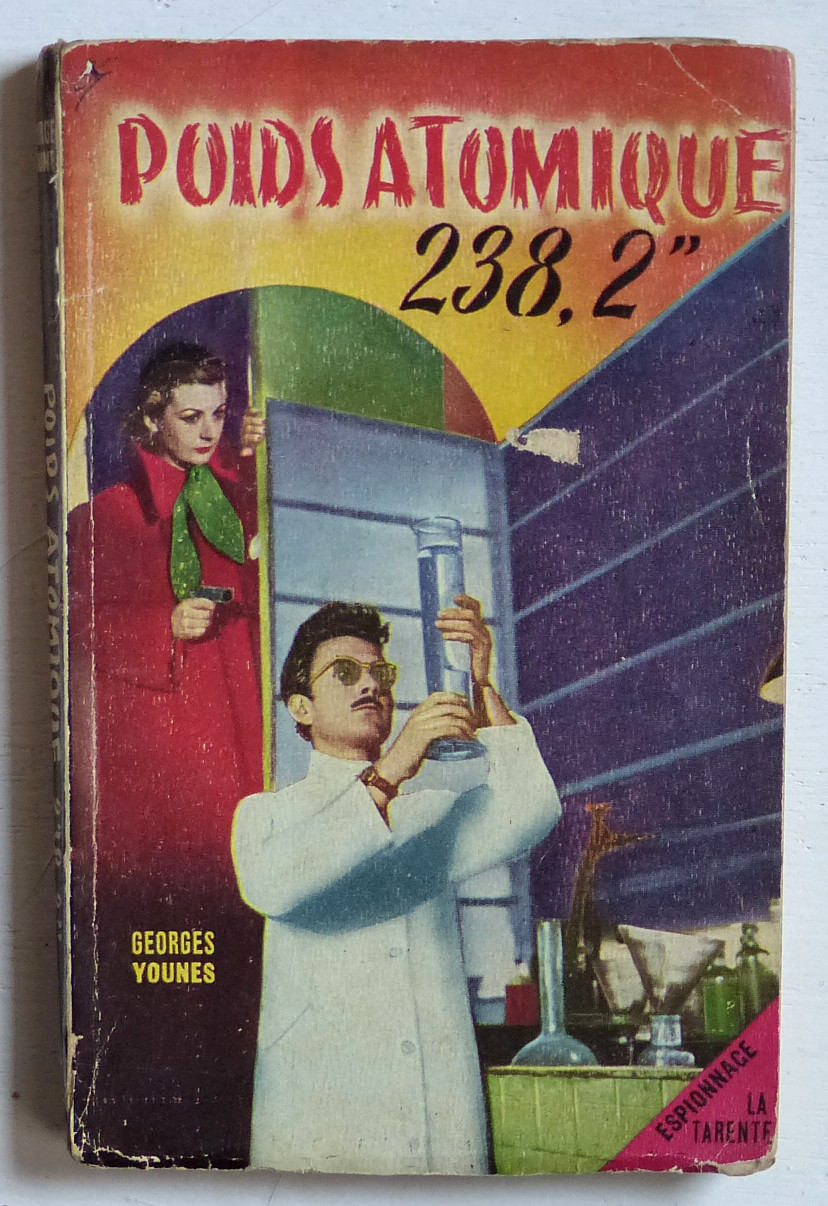 POIDS ATOMIQUE
238,2"
GEORGES
YOUNES
ESPIONNAGE
LA
TARENTE
POIDS ATOMIQUE